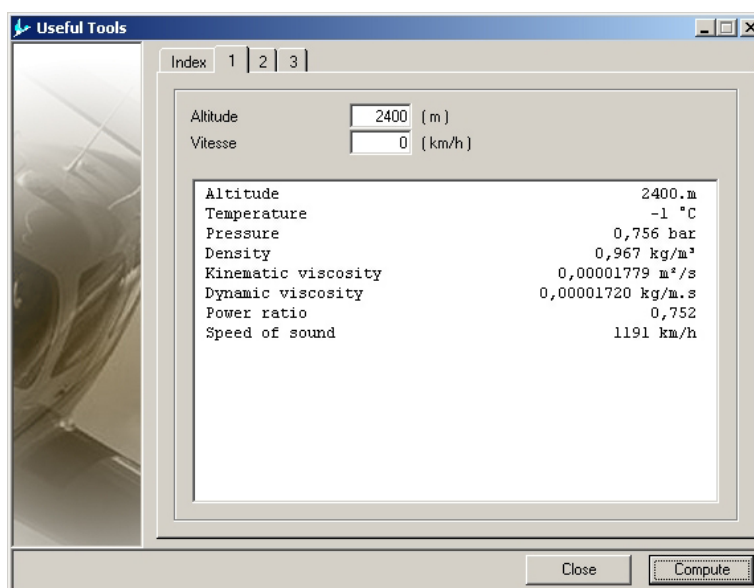 Useful Tools
Index 1 2 3
Altitude 2400 (m)
Vitesse 0 (km/h)
Altitude 2400.m
Temperature -1 °C
Pressure 0,756 bar
Density 0,967 kg/m³
Kinematic viscosity 0,00001779 m²/s
Dynamic viscosity 0,00001720 kg/m.s
Power ratio 0,752
Speed of sound 1191 km/h
Close Compute